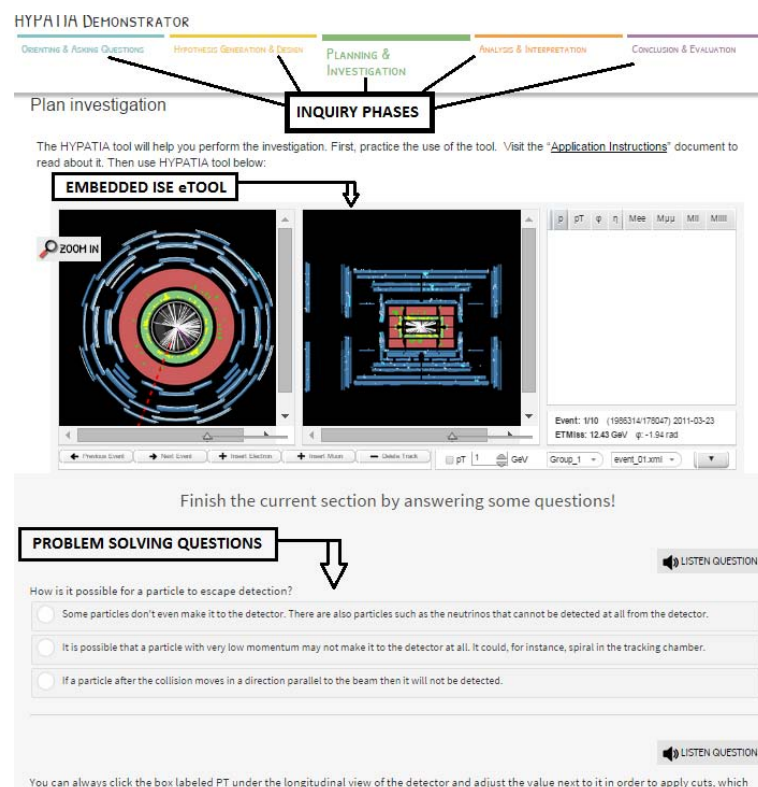 HYPATIA DEMONSTRATOR
ORIENTING & ASKING QUESTIONS
HYPOTHESIS GENERATION & DESIGN
PLANNING &
INVESTIGATION
ANALYSIS & INTERPRETATION
CONCLUSION & EVALUATION
Plan investigation
INQUIRY PHASES
The HYPATIA tool will help you perform the investigation. First, practice the use of the tool. Visit the "Application Instructions" document to
read about it. Then use HYPATIA tool below:
EMBEDDED ISE eTOOL
ZOOM IN
p pT φ η Mee Mμμ Mll Mllll
Event: 1/10 (1986314/178047) 2011-03-23
ETMiss: 12.43 GeV φ: -1.94 rad
Previous Event Next Event Insert Electron Insert Muon Delete Track pT 1 GeV Group_1 event_01.xml
Finish the current section by answering some questions!
PROBLEM SOLVING QUESTIONS
LISTEN QUESTION
How is it possible for a particle to escape detection?
Some particles don't even make it to the detector. There are also particles such as the neutrinos that cannot be detected at all from the detector.
It is possible that a particle with very low momentum may not make it to the detector at all. It could, for instance, spiral in the tracking chamber.
If a particle after the collision moves in a direction parallel to the beam then it will not be detected.
LISTEN QUESTION
You can always click the box labeled PT under the longitudinal view of the detector and adjust the value next to it in order to apply cuts, which